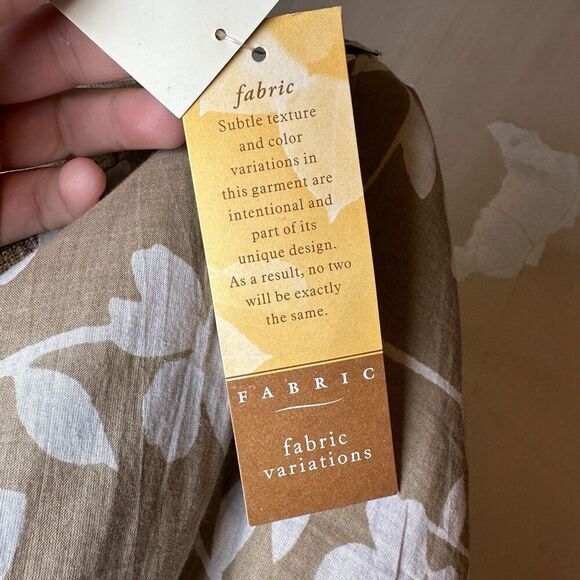 fabric
Subtle texture
and color
variations in
this garment are
intentional and
part of its
unique design.
As a result, no two
will be exactly
the same.
FABRIC
fabric
variations